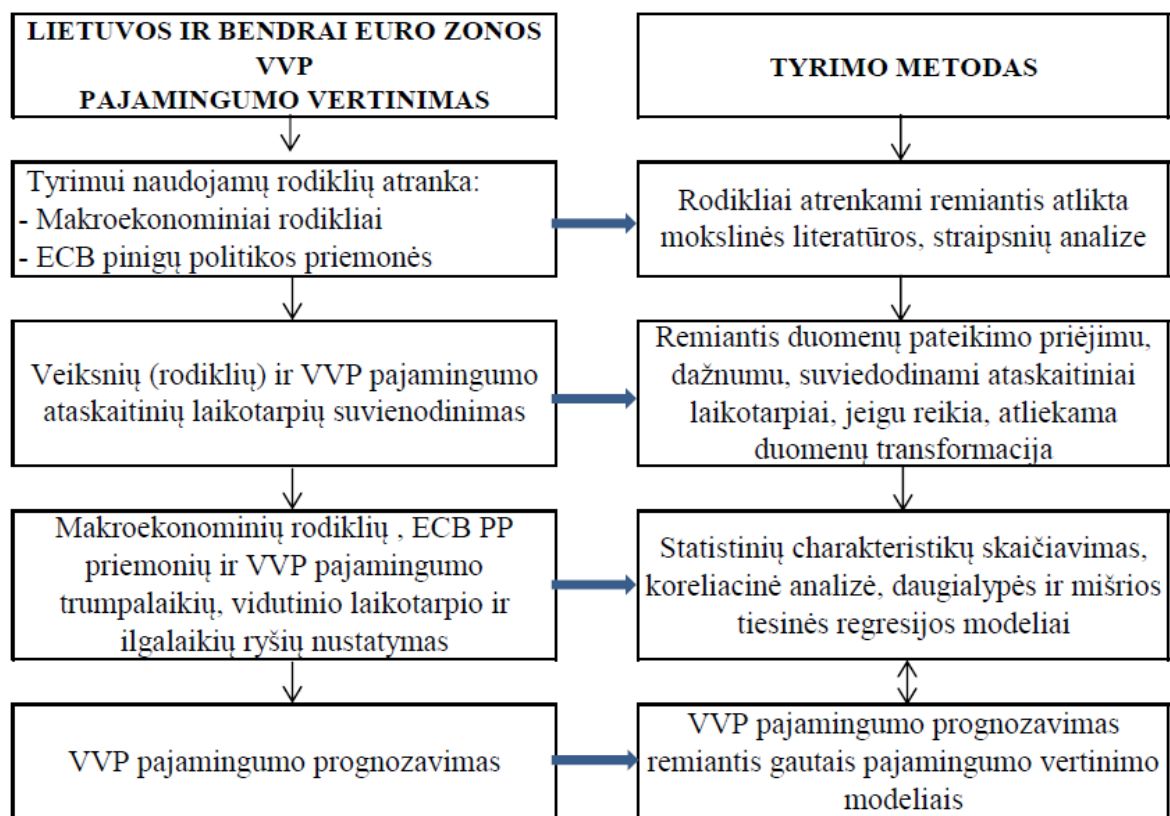 LIETUVOS IR BENDRAI EURO ZONOS
VVP
PAJAMINGUMO VERTINIMAS
TYRIMO METODAS
Tyrimui naudojamų rodiklių atranka:
- Makroekonominiai rodikliai
- ECB pinigų politikos priemonės
Rodikliai atrenkami remiantis atlikta
mokslinės literatūros, straipsnių analize
Veiksnių (rodiklių) ir VVP pajamingumo
ataskaitinių laikotarpių suvienodinimas
Remiantis duomenų pateikimo priėjimu,
dažnumu, suviedodinami ataskaitiniai
laikotarpiai, jeigu reikia, atliekama
duomenų transformacija
Makroekonominių rodiklių , ECB PP
priemonių ir VVP pajamingumo
trumpalaikių, vidutinio laikotarpio ir
ilgalaikių ryšių nustatymas
Statistinių charakteristikų skaičiavimas,
koreliacinė analizė, daugialypės ir mišrios
tiesinės regresijos modeliai
VVP pajamingumo prognozavimas
VVP pajamingumo prognozavimas
remiantis gautais pajamingumo vertinimo
modeliais